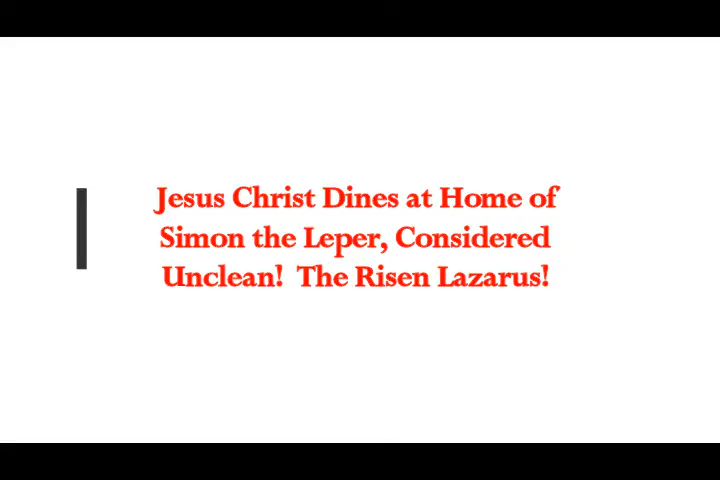 Jesus Christ Dines at Home of
Simon the Leper, Considered
Unclean!  The Risen Lazarus!